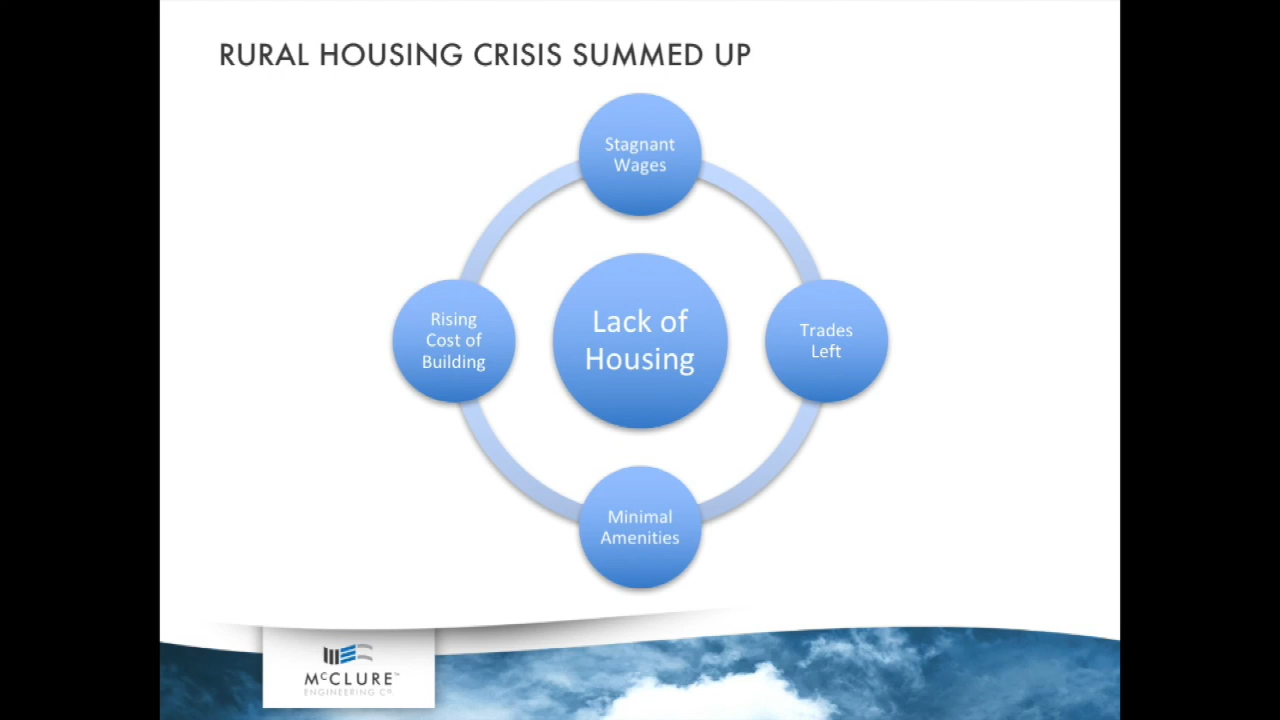 RURAL HOUSING CRISIS SUMMED UP
Stagnant
Wages
Rising
Cost of
Building
Lack of
Housing
Trades
Left
Minimal
Amenities
McCLURE™
ENGINEERING CO.